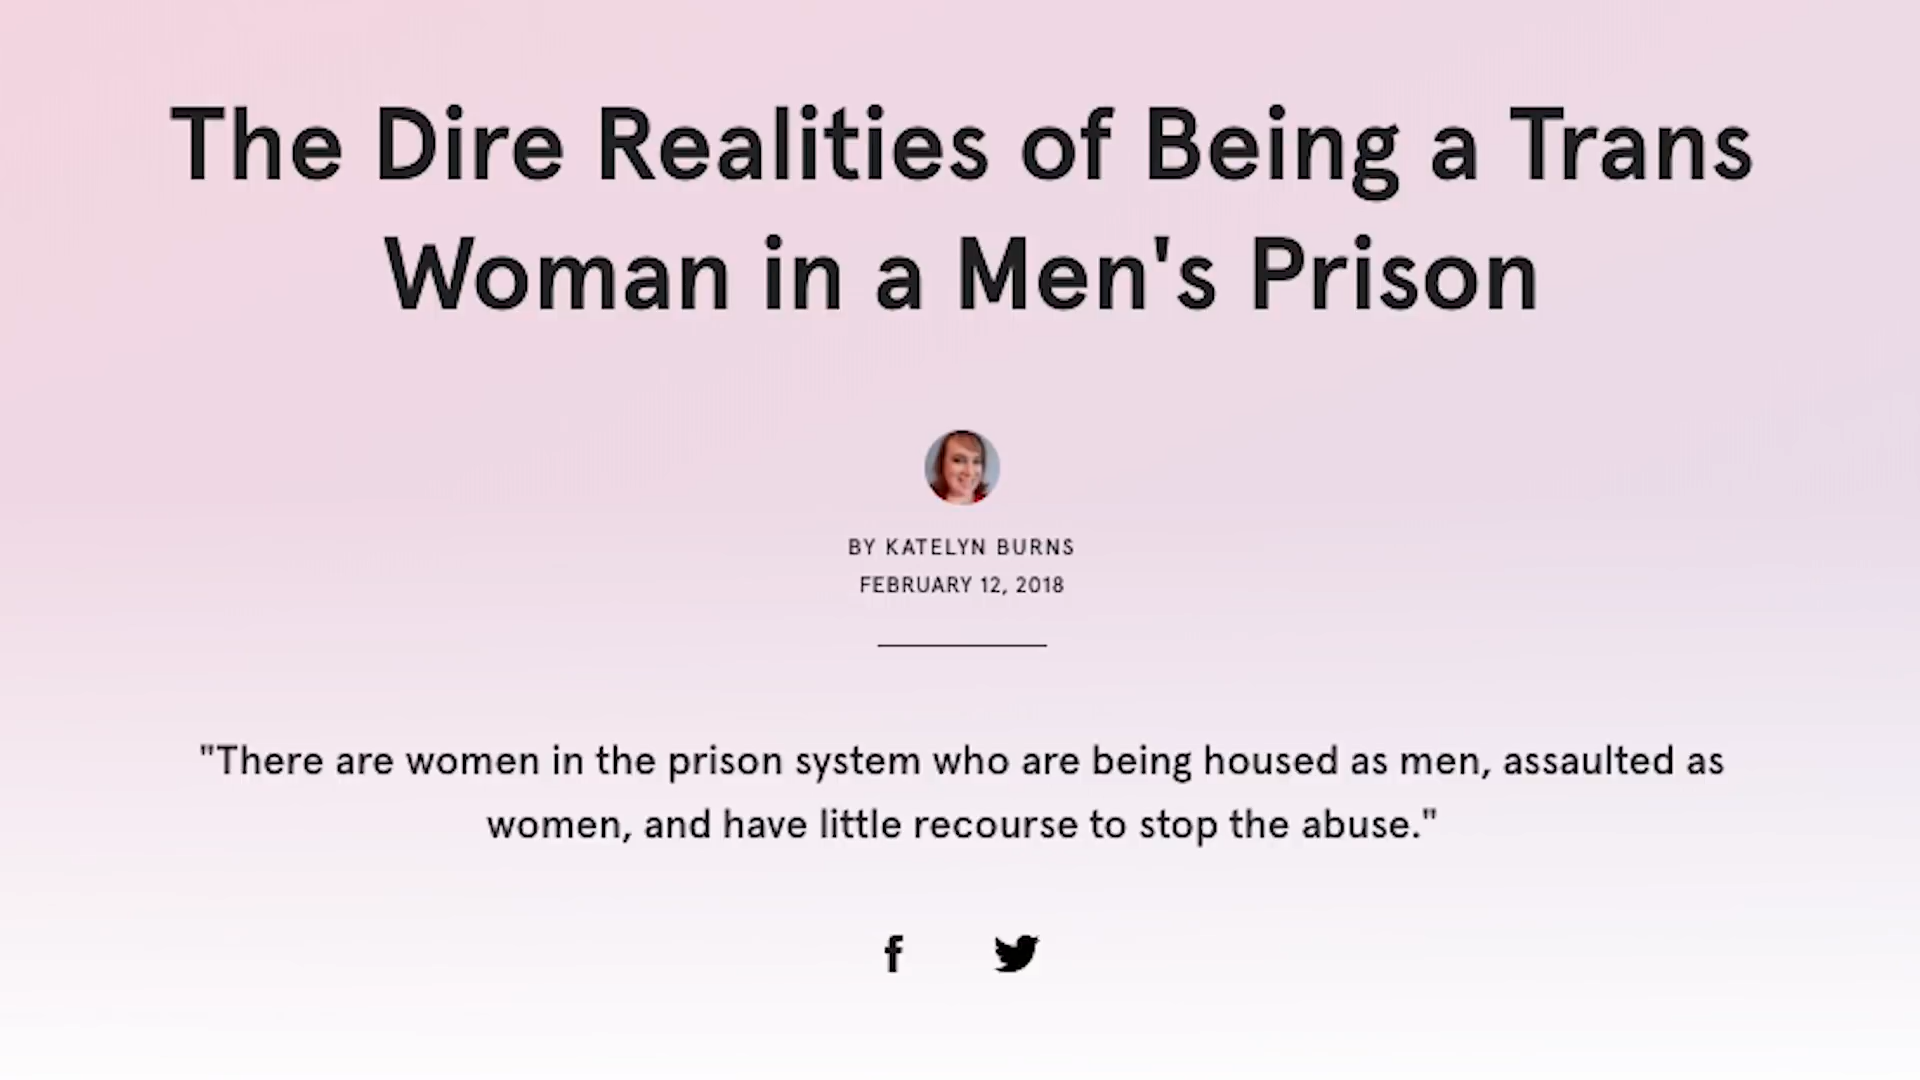 The Dire Realities of Being a Trans
Woman in a Men's Prison
BY KATELYN BURNS
FEBRUARY 12, 2018
"There are women in the prison system who are being housed as men, assaulted as
women, and have little recourse to stop the abuse."